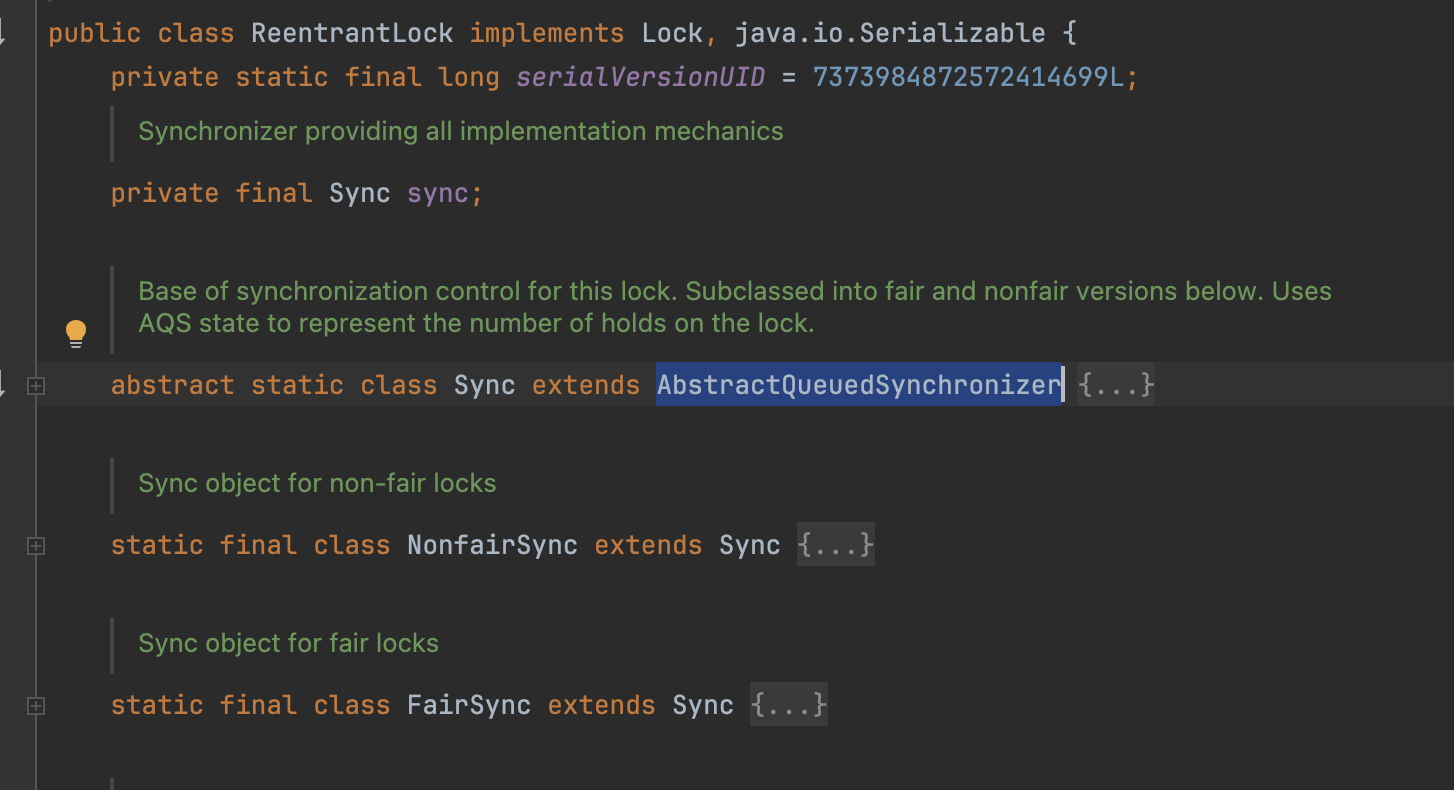 public class ReentrantLock implements Lock, java.io.Serializable {
private static final long serialVersionUID = 7373984872572414699L;
Synchronizer providing all implementation mechanics
private final Sync sync;
Base of synchronization control for this lock. Subclassed into fair and nonfair versions below. Uses
AQS state to represent the number of holds on the lock.
abstract static class Sync extends AbstractQueuedSynchronizer {...}
Sync object for non-fair locks
static final class NonfairSync extends Sync {...}
Sync object for fair locks
static final class FairSync extends Sync {...}